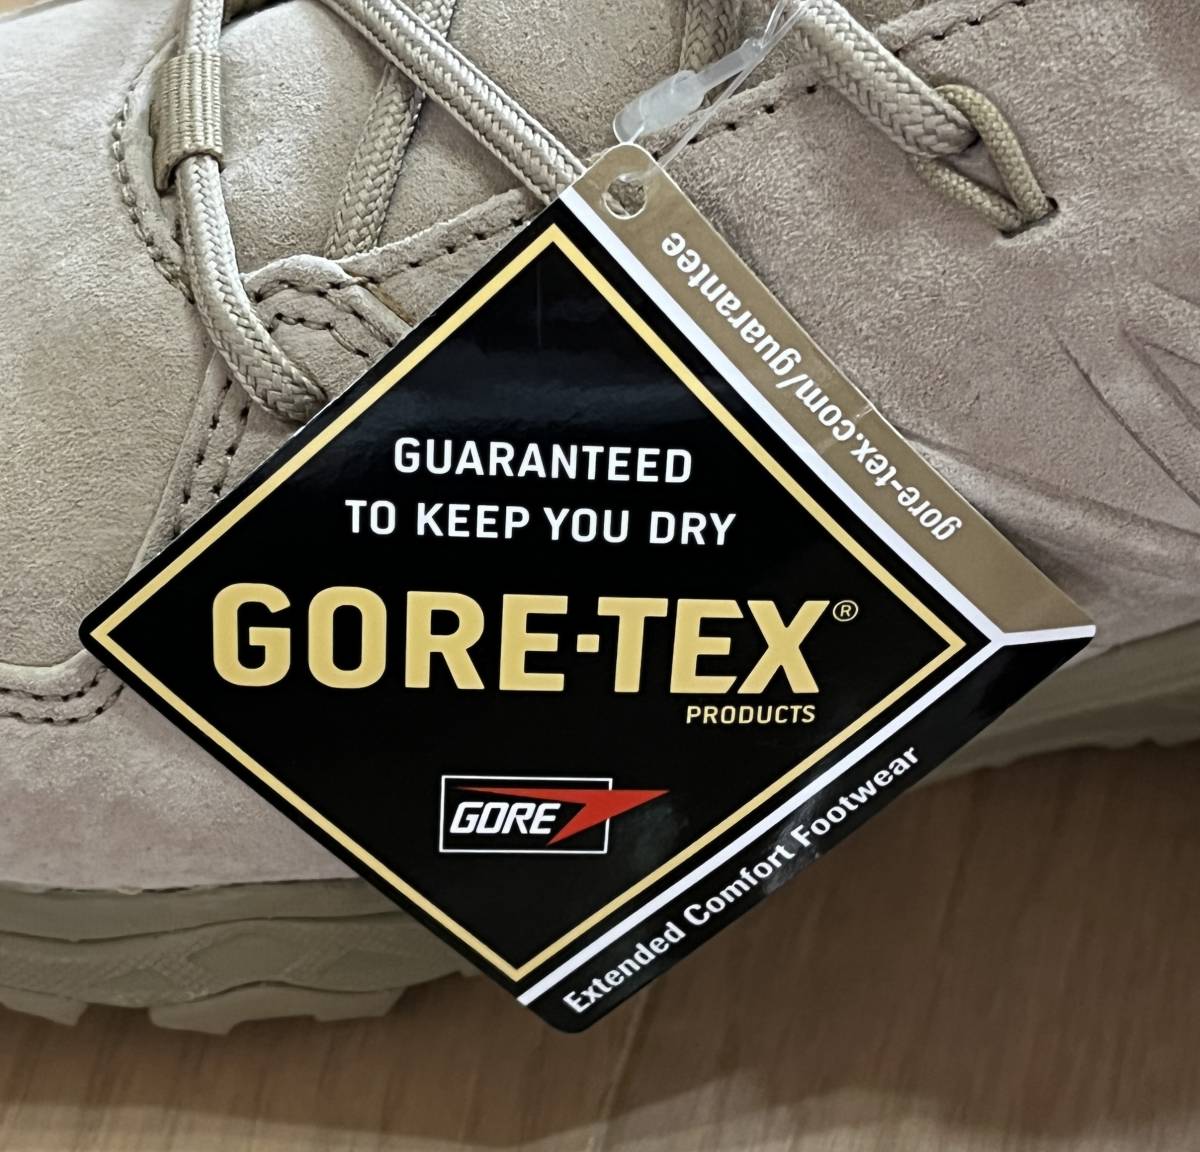 gore-tex.com/guarantee
GUARANTEED
TO KEEP YOU DRY
GORE-TEX®
PRODUCTS
GORE
Extended Comfort Footwear